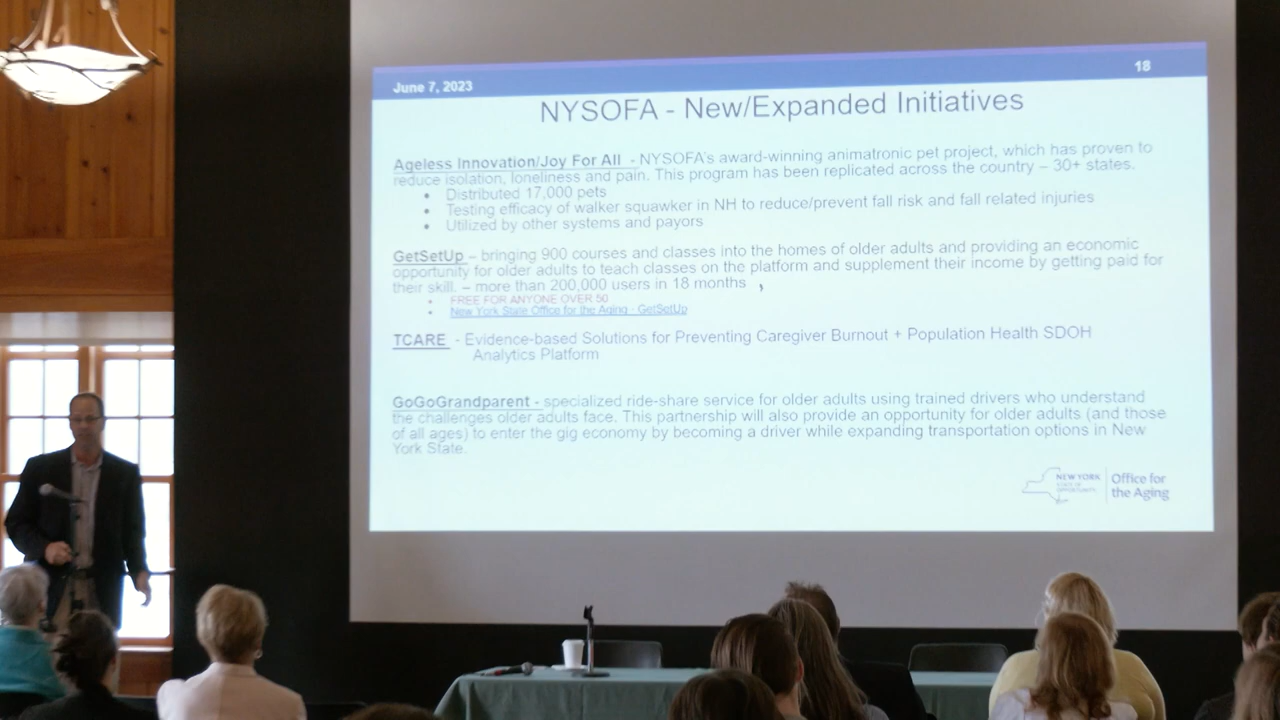 June 7, 2023
18
NYSOFA - New/Expanded Initiatives
Ageless Innovation/Joy For All - NYSOFA's award-winning animatronic pet project, which has proven to
reduce isolation, loneliness and pain. This program has been replicated across the country – 30+ states.
• Distributed 17,000 pets
• Testing efficacy of walker squawker in NH to reduce/prevent fall risk and fall related injuries
• Utilized by other systems and payors
GetSetUp – bringing 900 courses and classes into the homes of older adults and providing an economic
opportunity for older adults to teach classes on the platform and supplement their income by getting paid for
their skill. – more than 200,000 users in 18 months ,
• FREE FOR ANYONE OVER 50
• New York State Office for the Aging - GetSetUp
TCARE - Evidence-based Solutions for Preventing Caregiver Burnout + Population Health SDOH
Analytics Platform
GoGoGrandparent - specialized ride-share service for older adults using trained drivers who understand
the challenges older adults face. This partnership will also provide an opportunity for older adults (and those
of all ages) to enter the gig economy by becoming a driver while expanding transportation options in New
York State.
NEW YORK
STATE OF
OPPORTUNITY.
Office for
the Aging